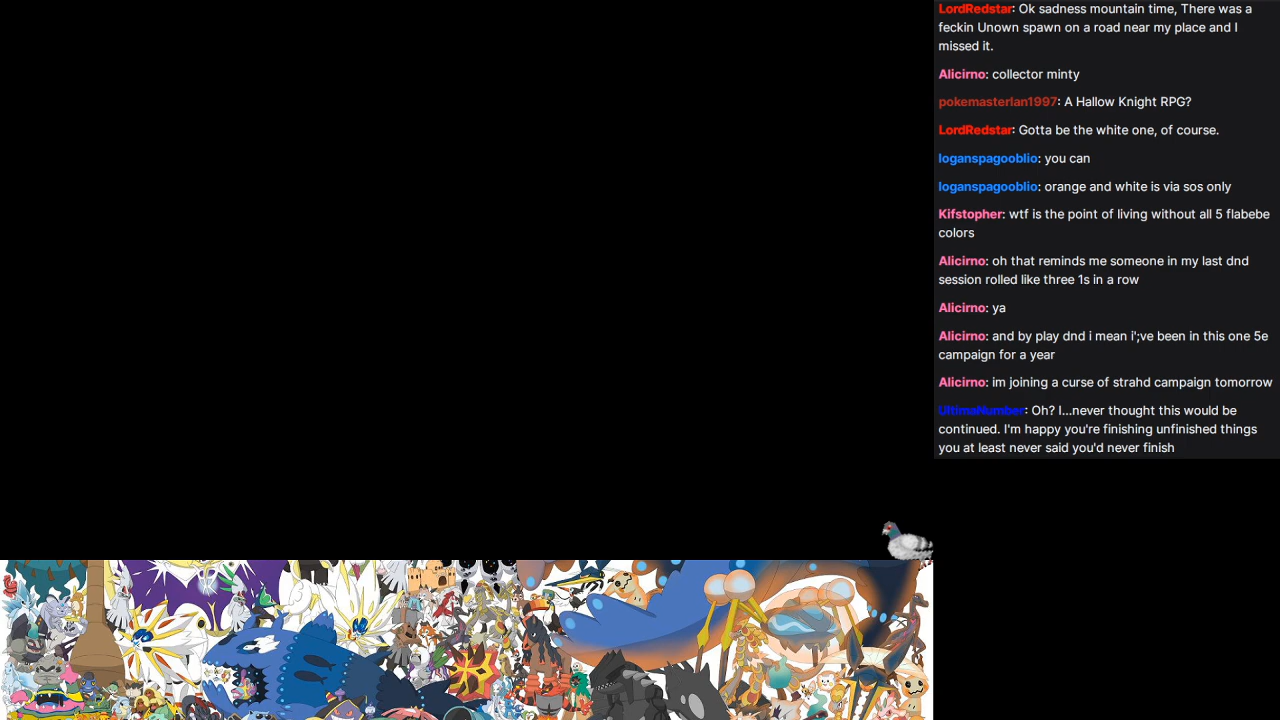 LordRedstar: Ok sadness mountain time, There was a
feckin Unown spawn on a road near my place and I
missed it.
Alicirno: collector minty
pokemasterian1997: A Hallow Knight RPG?
LordRedstar: Gotta be the white one, of course.
loganspagooblio: you can
loganspagooblio: orange and white is via sos only
Kifstopher: wtf is the point of living without all 5 flabebe
colors
Alicirno: oh that reminds me someone in my last dnd
session rolled like three 1s in a row
Alicirno: ya
Alicirno: and by play dnd i mean i';ve been in this one 5e
campaign for a year
Alicirno: im joining a curse of strahd campaign tomorrow
UltimaNumber: Oh? I...never thought this would be
continued. I'm happy you're finishing unfinished things
you at least never said you'd never finish